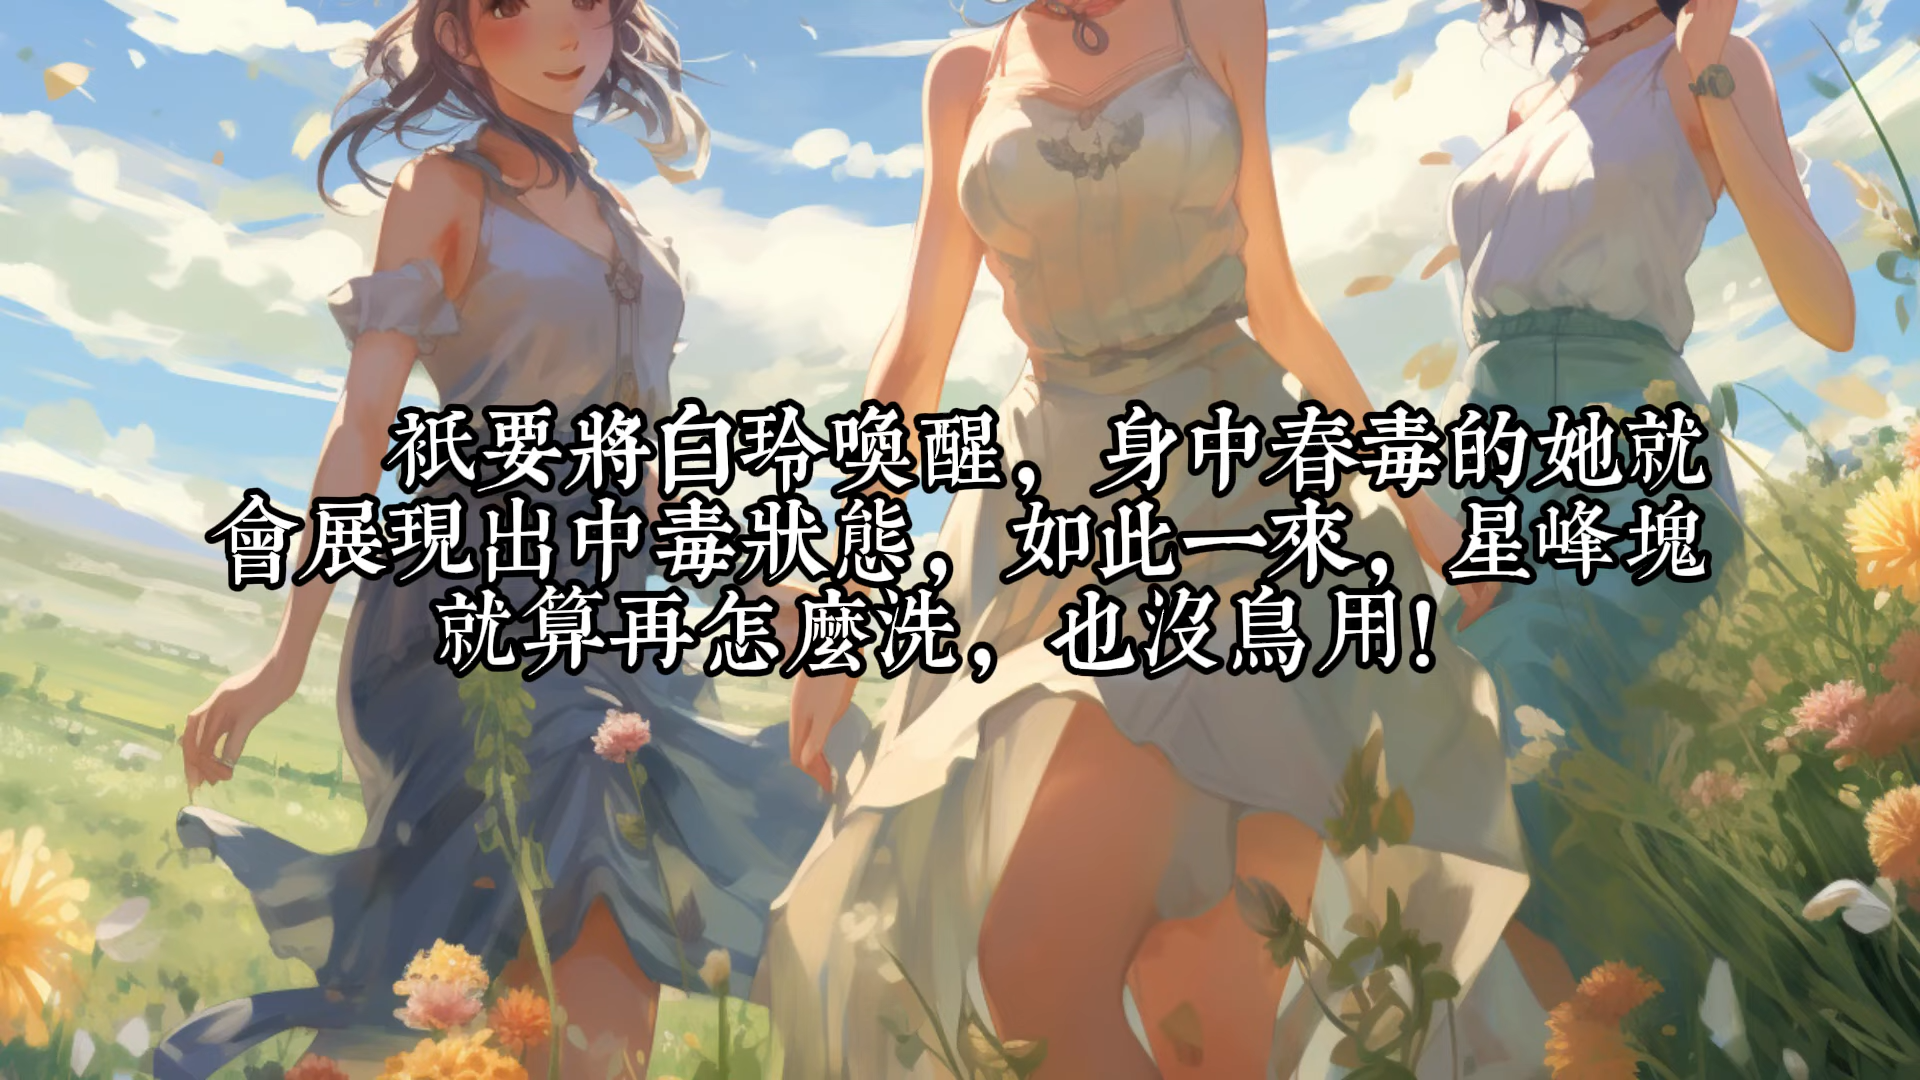 祇要將白玲喚醒，身中春毒的她就
會展現出中毒狀態，如此一來，星峰塊
就算再怎麼洗，也沒鳥用！